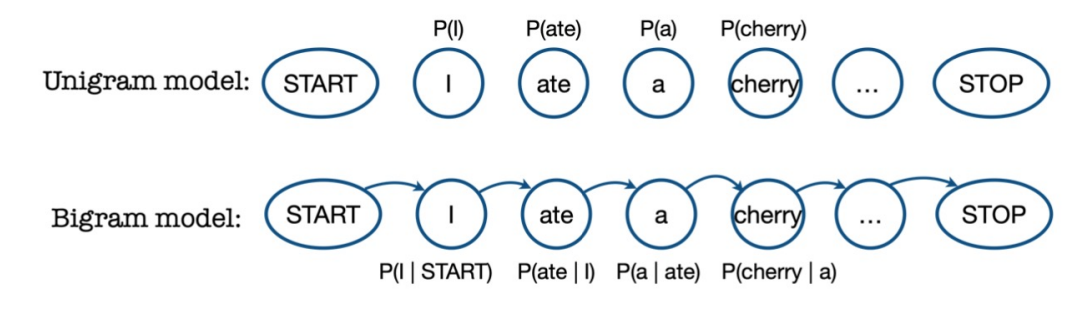 P(I) P(ate) P(a) P(cherry)
Unigram model: START I ate a cherry ... STOP
Bigram model: START I ate a cherry ... STOP
P(I | START) P(ate | I) P(a | ate) P(cherry | a)